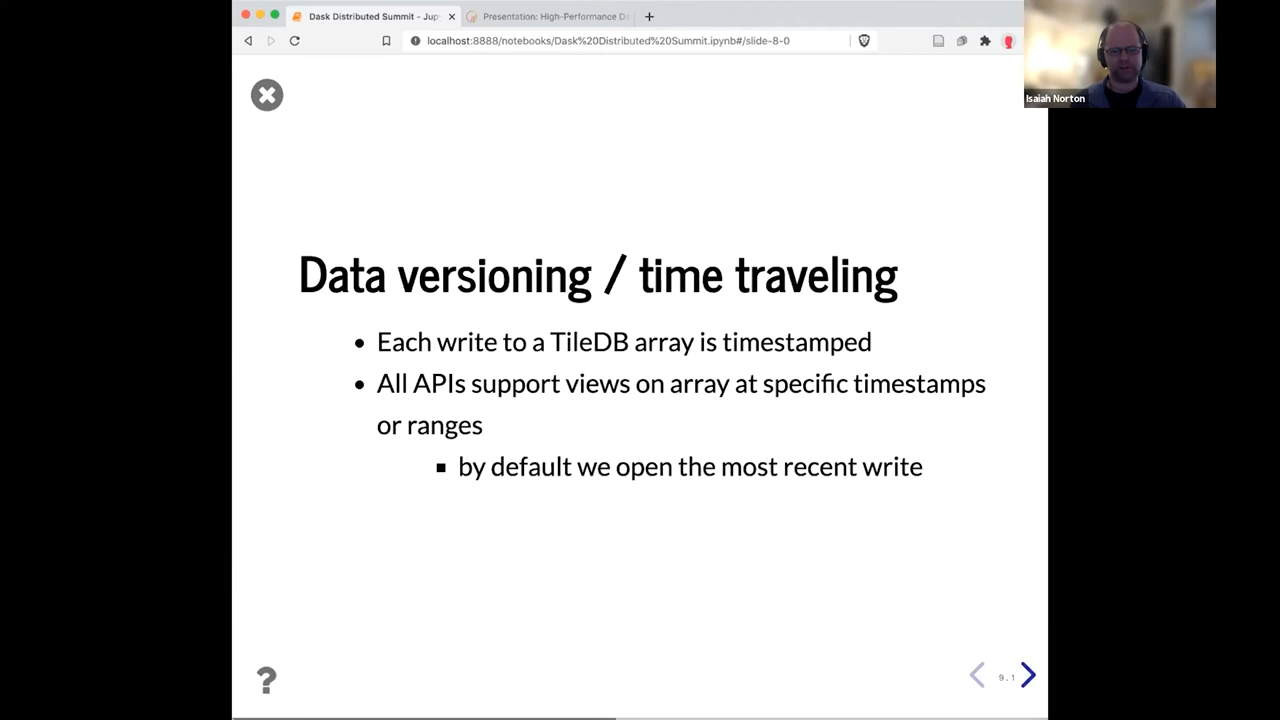 Dask Distributed Summit - Jup
Presentation: High-Performance D
localhost:8888/notebooks/Dask%20Distributed%20Summit.ipynb#/slide-8-0
Isaiah Norton
Data versioning / time traveling
• Each write to a TileDB array is timestamped
• All APIs support views on array at specific timestamps
or ranges
▪ by default we open the most recent write
?
9.1